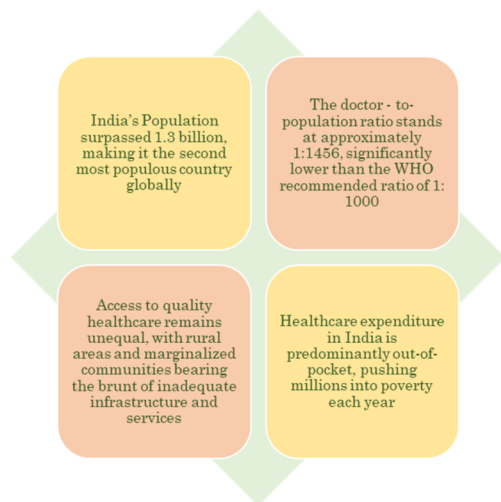 India's Population
surpassed 1.3 billion,
making it the second
most populous country
globally
The doctor - to-
population ratio stands
at approximately
1:1456, significantly
lower than the WHO
recommended ratio of 1:
1000
Access to quality
healthcare remains
unequal, with rural
areas and marginalized
communities bearing
the brunt of inadequate
infrastructure and
services
Healthcare expenditure
in India is
predominantly out-of-
pocket, pushing
millions into poverty
each year